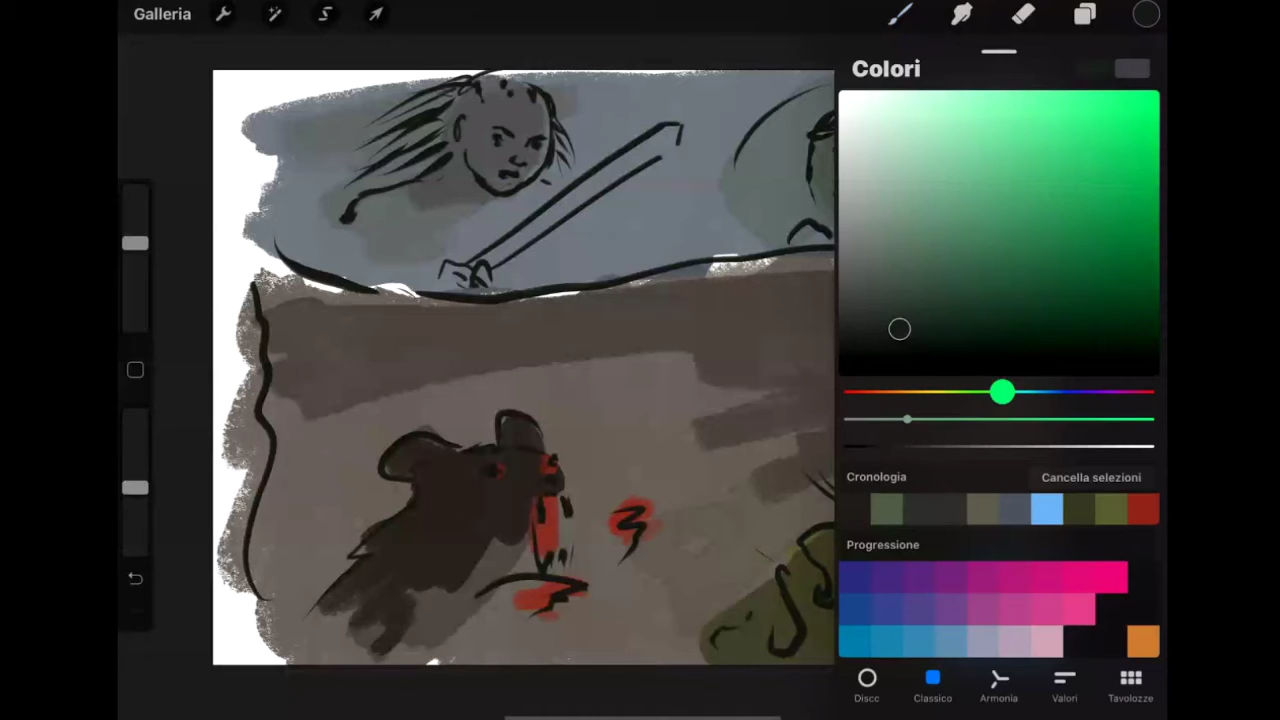 Galleria
Colori
Cronologia
Cancella selezioni
Progressione
Disco
Classico
Armonia
Valori
Tavolozze